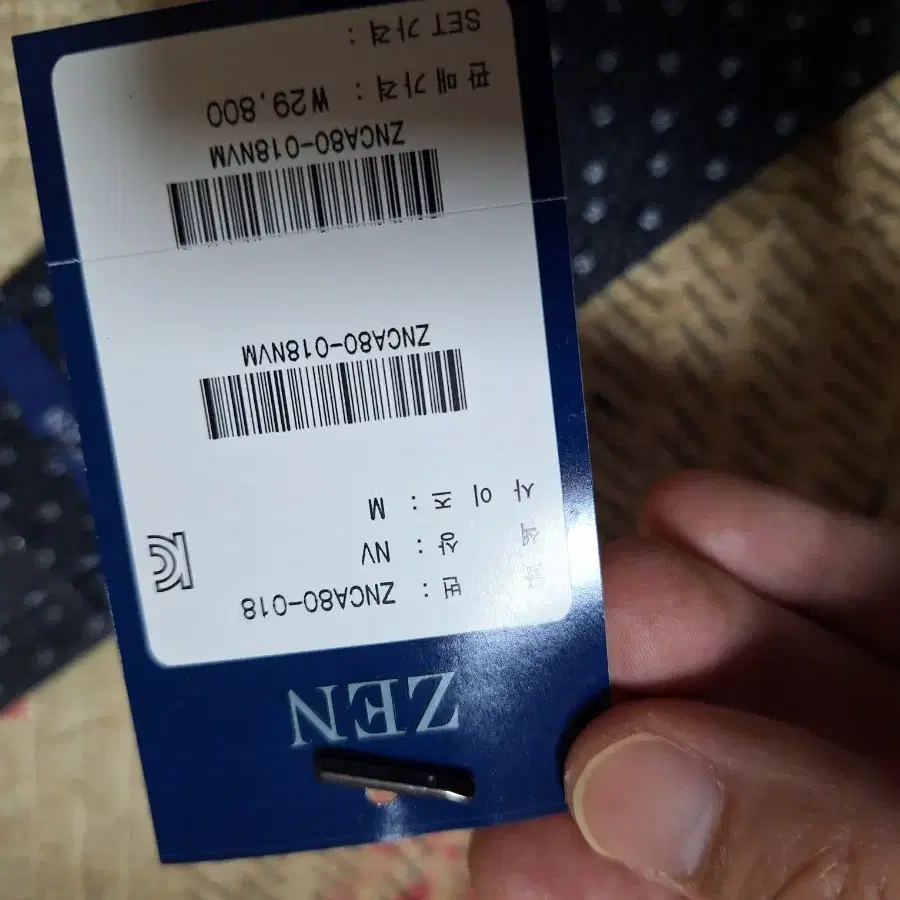 ZEN
품 번 : ZNCA80-018
색 상 : NV
사 이 즈 : M
ZNCA80-018NVM
ZNCA80-018NVM
판 매 가 격 : ₩29.800
SET 가 격 :